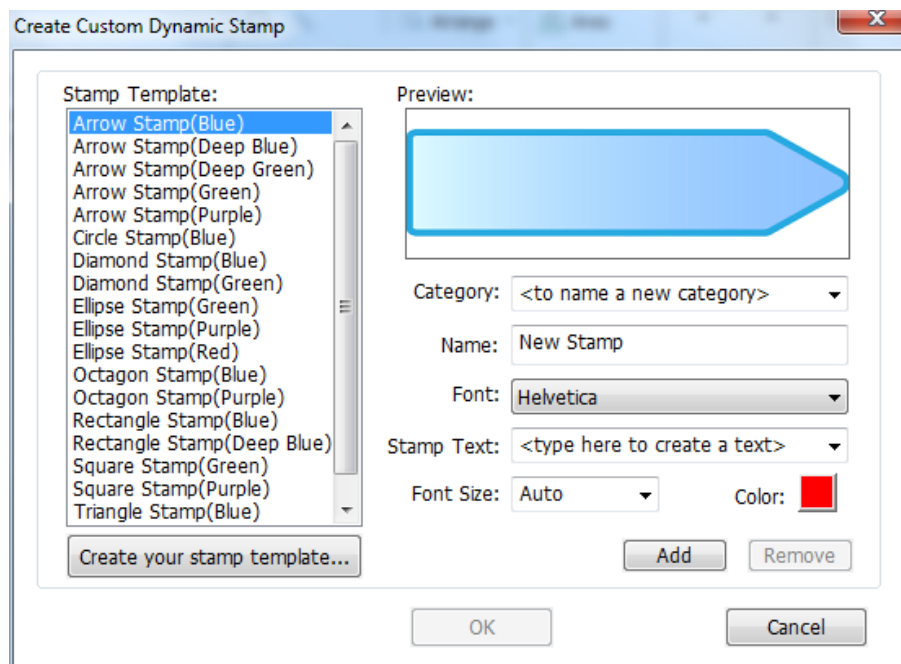 Create Custom Dynamic Stamp
Stamp Template:
Arrow Stamp(Blue)
Arrow Stamp(Deep Blue)
Arrow Stamp(Deep Green)
Arrow Stamp(Green)
Arrow Stamp(Purple)
Circle Stamp(Blue)
Diamond Stamp(Blue)
Diamond Stamp(Green)
Ellipse Stamp(Green)
Ellipse Stamp(Purple)
Ellipse Stamp(Red)
Octagon Stamp(Blue)
Octagon Stamp(Purple)
Rectangle Stamp(Blue)
Rectangle Stamp(Deep Blue)
Square Stamp(Green)
Square Stamp(Purple)
Triangle Stamp(Blue)
Create your stamp template...
Preview:
Category: <to name a new category>
Name: New Stamp
Font: Helvetica
Stamp Text: <type here to create a text>
Font Size: Auto Color:
Add Remove
OK Cancel